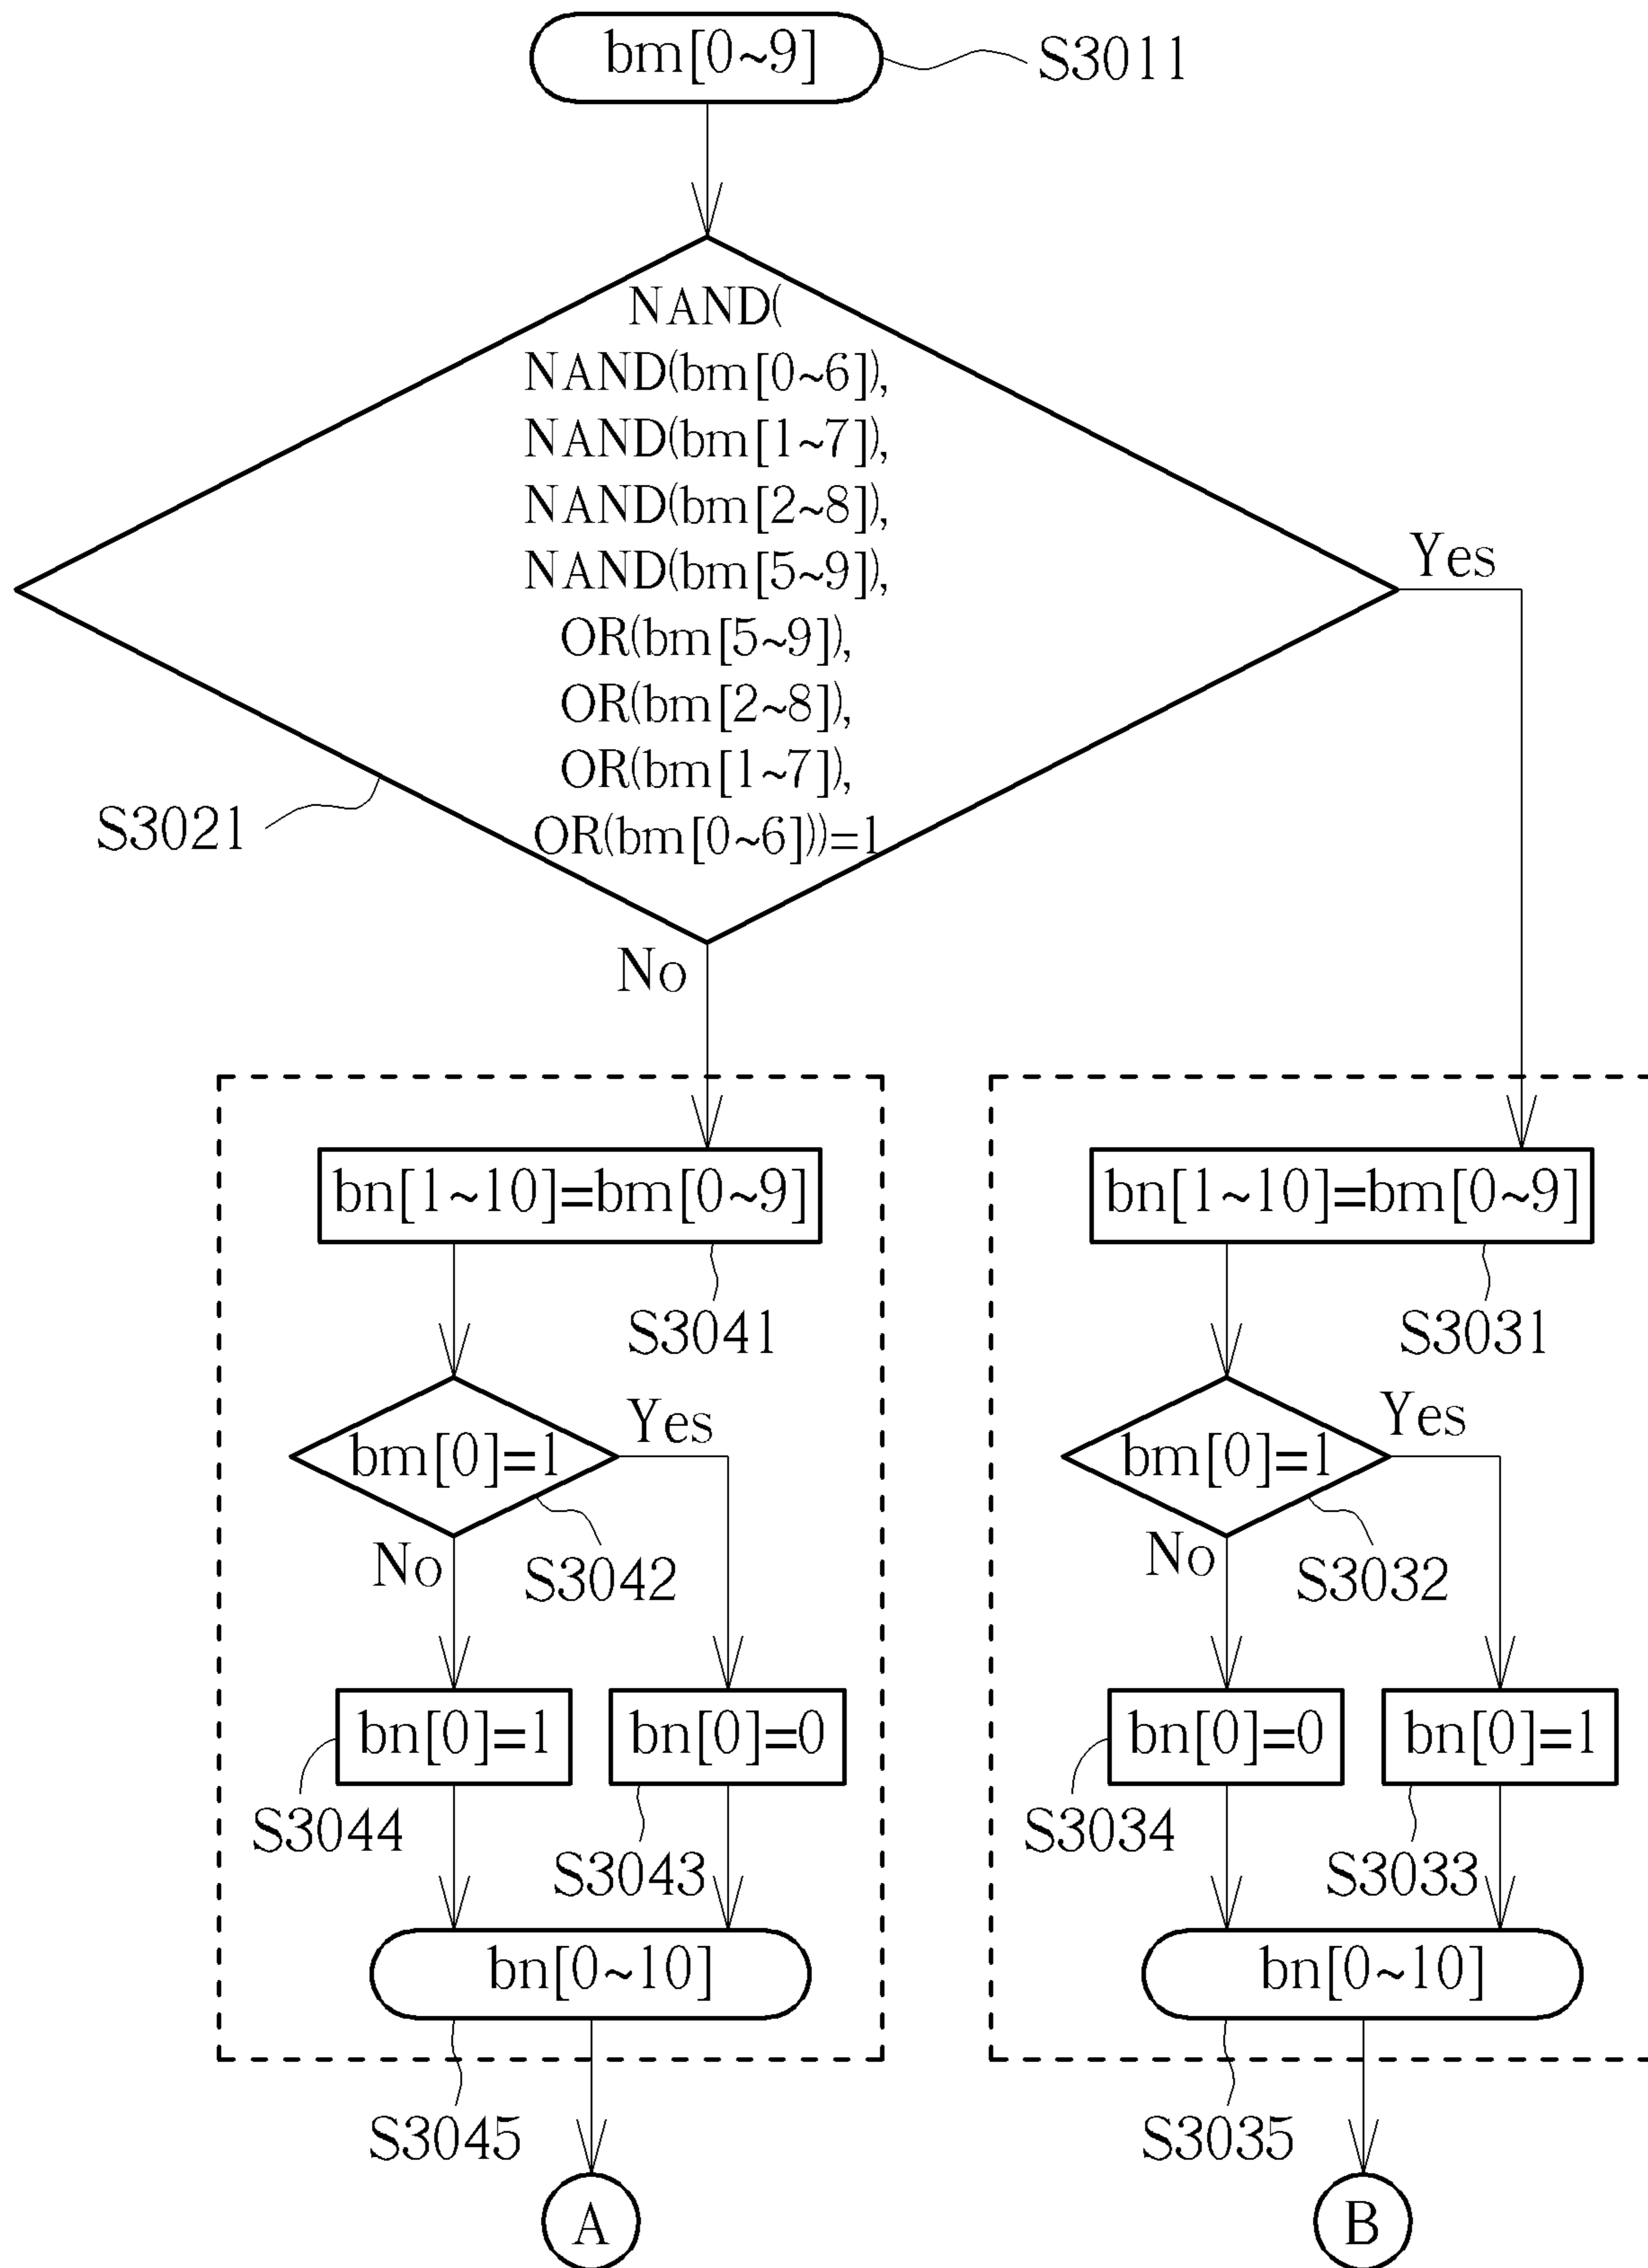 bm[0~9]
S3011
NAND(
NAND(bm[0~6]),
NAND(bm[1~7]),
NAND(bm[2~8]),
NAND(bm[5~9]),
OR(bm[5~9]),
OR(bm[2~8]),
OR(bm[1~7]),
OR(bm[0~6]))=1
Yes
S3021
No
bn[1~10]=bm[0~9]
S3041
bm[0]=1
Yes
No
S3042
bn[0]=1
bn[0]=0
S3044
S3043
bn[0~10]
S3045
A
bn[1~10]=bm[0~9]
S3031
bm[0]=1
Yes
No
S3032
bn[0]=0
bn[0]=1
S3034
S3033
bn[0~10]
S3035
B